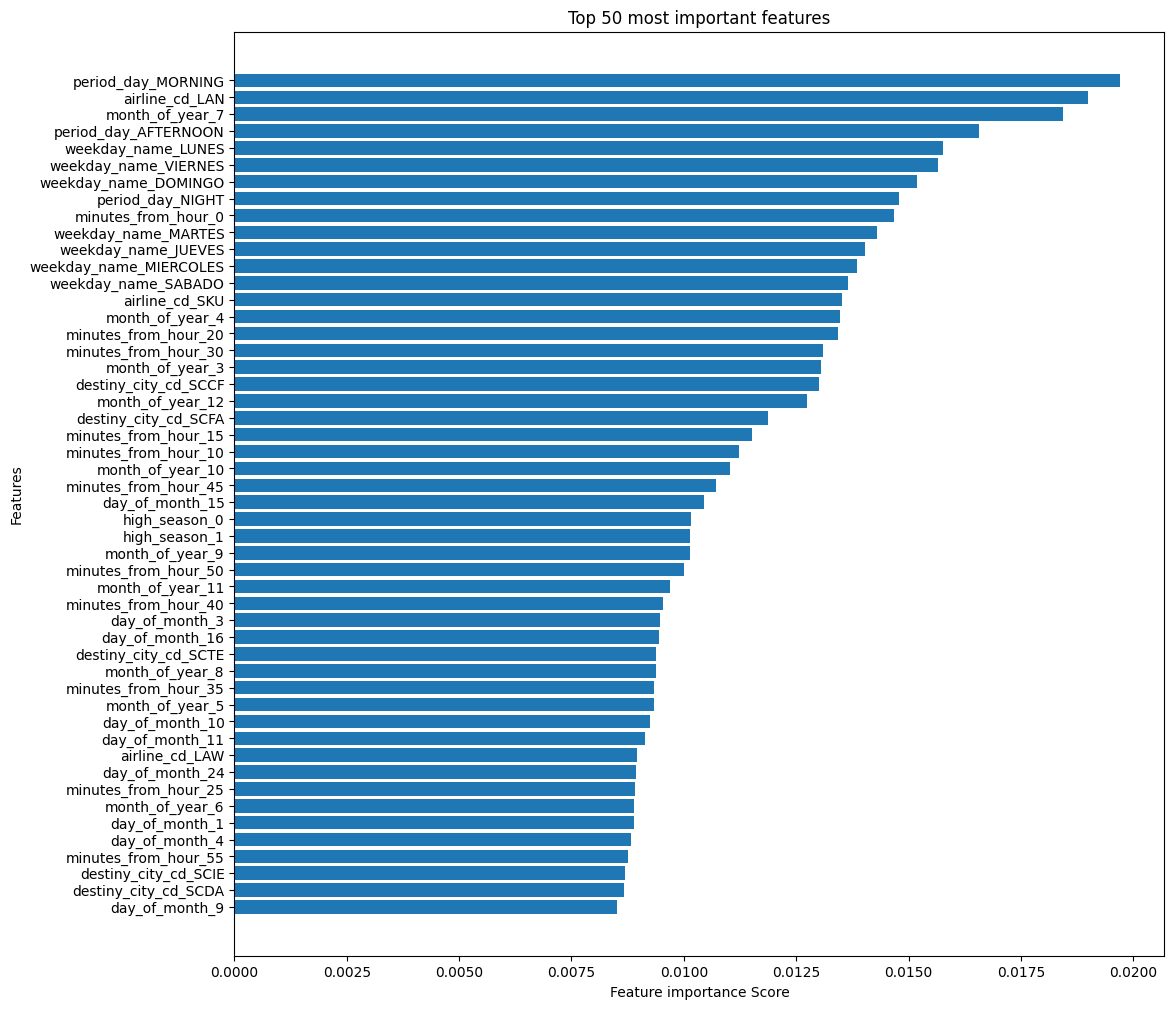 Top 50 most important features
period_day_MORNING
airline_cd_LAN
month_of_year_7
period_day_AFTERNOON
weekday_name_LUNES
weekday_name_VIERNES
weekday_name_DOMINGO
period_day_NIGHT
minutes_from_hour_0
weekday_name_MARTES
weekday_name_JUEVES
weekday_name_MIERCOLES
weekday_name_SABADO
airline_cd_SKU
month_of_year_4
minutes_from_hour_20
minutes_from_hour_30
month_of_year_3
destiny_city_cd_SCCF
month_of_year_12
destiny_city_cd_SCFA
minutes_from_hour_15
minutes_from_hour_10
month_of_year_10
minutes_from_hour_45
day_of_month_15
high_season_0
high_season_1
month_of_year_9
minutes_from_hour_50
month_of_year_11
minutes_from_hour_40
day_of_month_3
day_of_month_16
destiny_city_cd_SCTE
month_of_year_8
minutes_from_hour_35
month_of_year_5
day_of_month_10
day_of_month_11
airline_cd_LAW
day_of_month_24
minutes_from_hour_25
month_of_year_6
day_of_month_1
day_of_month_4
minutes_from_hour_55
destiny_city_cd_SCIE
destiny_city_cd_SCDA
day_of_month_9
Features
0.0000 0.0025 0.0050 0.0075 0.0100 0.0125 0.0150 0.0175 0.0200
Feature importance Score